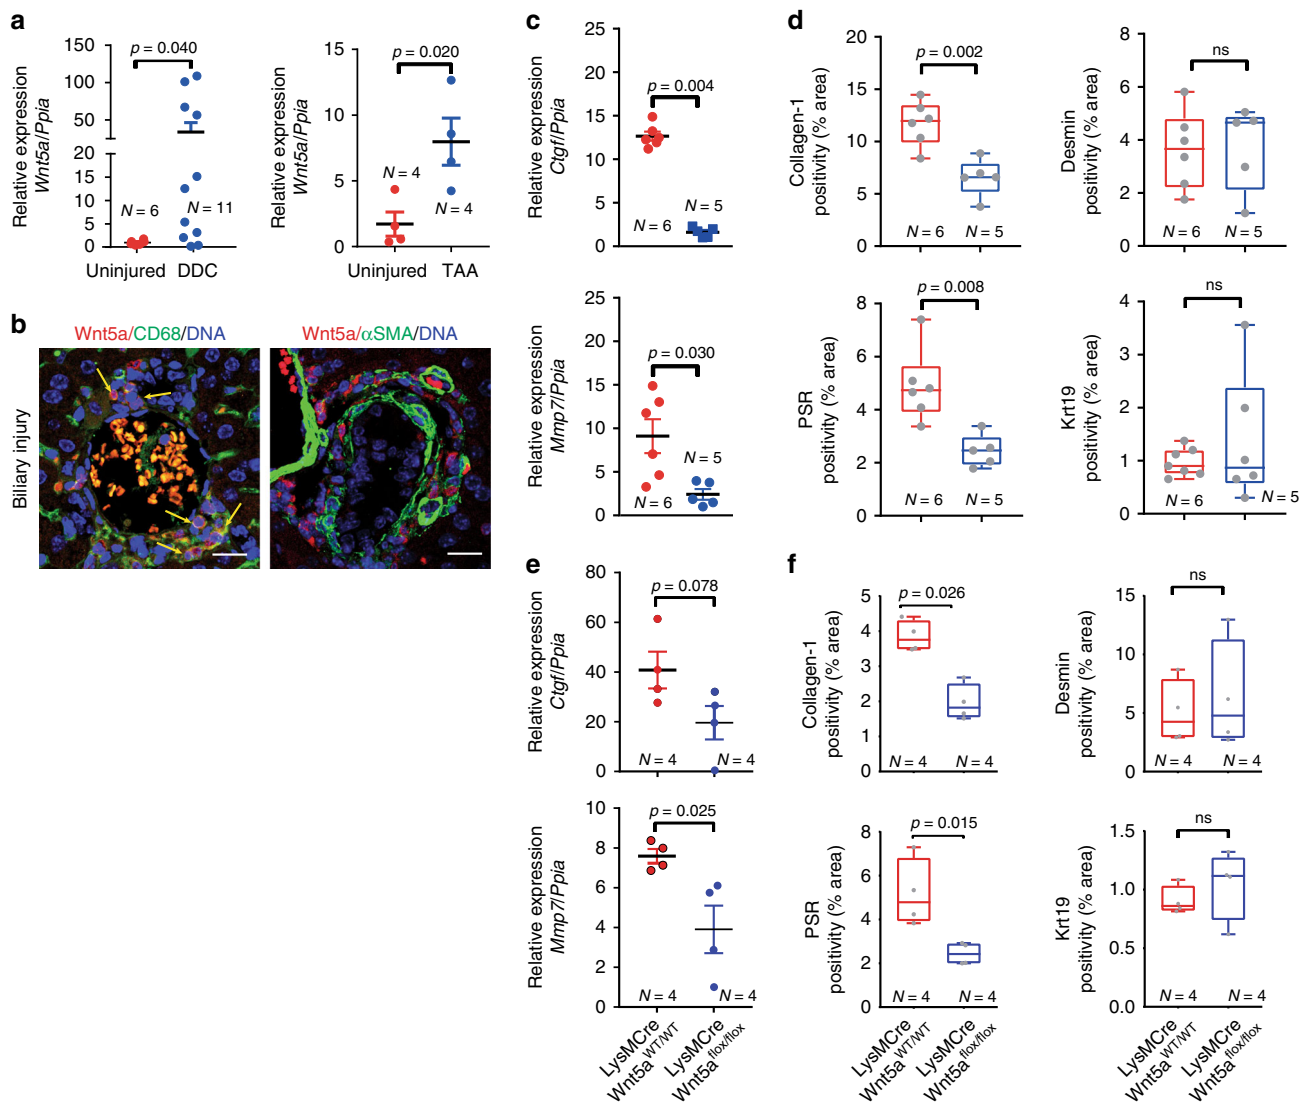 a
Relative expression
Wnt5a/Ppia
150
100
50
20
15
10
5
0
p = 0.040
N = 6
N = 11
Uninjured
DDC
Relative expression
Wnt5a/Ppia
15
10
5
0
p = 0.020
N = 4
N = 4
Uninjured
TAA
b
Wnt5a/CD68/DNA
Wnt5a/αSMA/DNA
Biliary injury
c
Relative expression
Ctgf/Ppia
25
20
15
10
5
0
p = 0.004
N = 6
N = 5
Relative expression
Mmp7/Ppia
25
20
15
10
5
0
p = 0.030
N = 6
N = 5
d
Collagen-1
positivity (% area)
20
15
10
5
0
p = 0.002
N = 6
N = 5
Desmin
positivity (% area)
8
6
4
2
0
ns
N = 6
N = 5
PSR
positivity (% area)
8
6
4
2
0
p = 0.008
N = 6
N = 5
Krt19
positivity (% area)
4
3
2
1
0
ns
N = 6
N = 5
e
Relative expression
Ctgf/Ppia
80
60
40
20
0
p = 0.078
N = 4
N = 4
Relative expression
Mmp7/Ppia
10
8
6
4
2
0
p = 0.025
N = 4
N = 4
LysMCre
Wnt5a^WT/WT
LysMCre
Wnt5a^flox/flox
f
Collagen-1
positivity (% area)
5
4
3
2
1
0
p = 0.026
N = 4
N = 4
Desmin
positivity (% area)
15
10
5
0
ns
N = 4
N = 4
PSR
positivity (% area)
8
6
4
2
0
p = 0.015
N = 4
N = 4
LysMCre
Wnt5a^WT/WT
LysMCre
Wnt5a^flox/flox
Krt19
positivity (% area)
1.5
1.0
0.5
0.0
ns
N = 4
N = 4
LysMCre
Wnt5a^WT/WT
LysMCre
Wnt5a^flox/flox